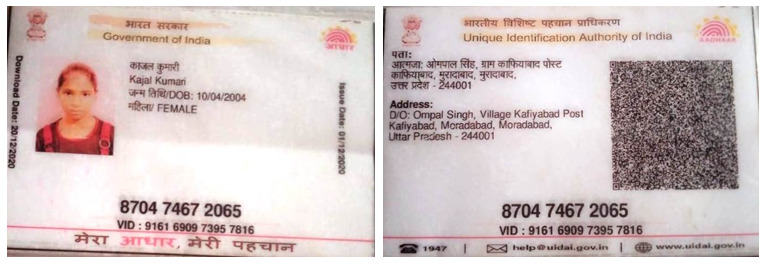 भारत सरकार
Government of India
आधार
काजल कुमारी
Kajal Kumari
जन्म तिथि/DOB: 10/04/2004
महिला/ FEMALE
Download Date: 20/12/2020
Issue Date: 01/12/2020
8704 7467 2065
VID : 9161 6909 7395 7816
मेरा आधार, मेरी पहचान
भारतीय विशिष्ट पहचान प्राधिकरण
Unique Identification Authority of India
AADHAAR
पता:
आत्मजा: ओमपाल सिंह, ग्राम काफियाबाद पोस्ट
काफियाबाद, मुरादाबाद, मुरादाबाद,
उत्तर प्रदेश - 244001
Address:
D/O: Ompal Singh, Village Kafiyabad Post
Kafiyabad, Moradabad, Moradabad,
Uttar Pradesh - 244001
8704 7467 2065
VID : 9161 6909 7395 7816
1947 | help@uidai.gov.in | www.uidai.gov.in